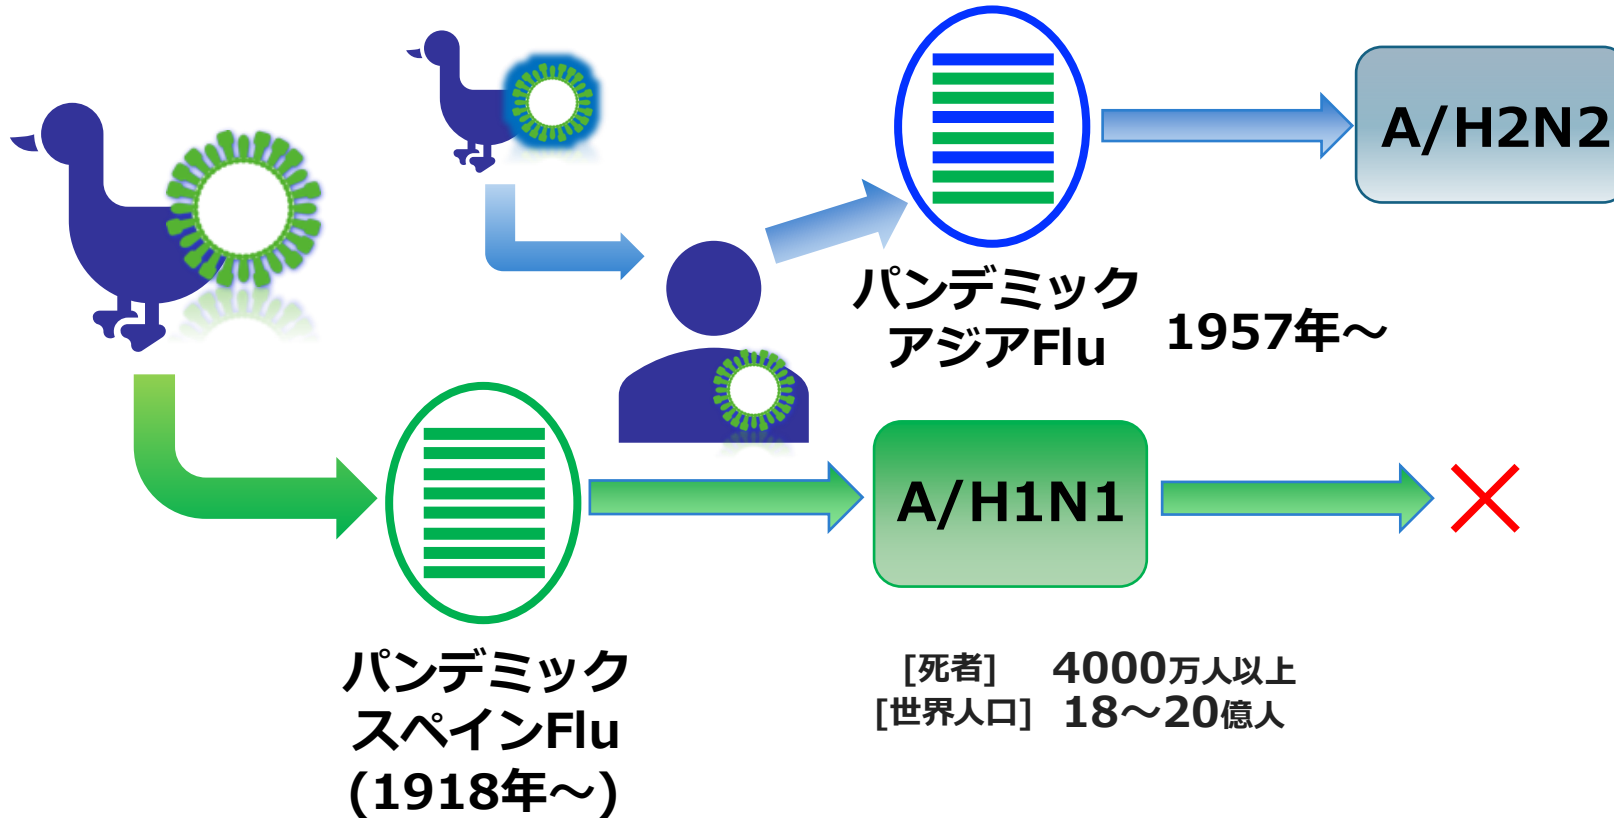 A/H2N2
パンデミック
アジアFlu
1957年～
A/H1N1
パンデミック
スペインFlu
(1918年～)
[死者] 4000万人以上
[世界人口] 18～20億人